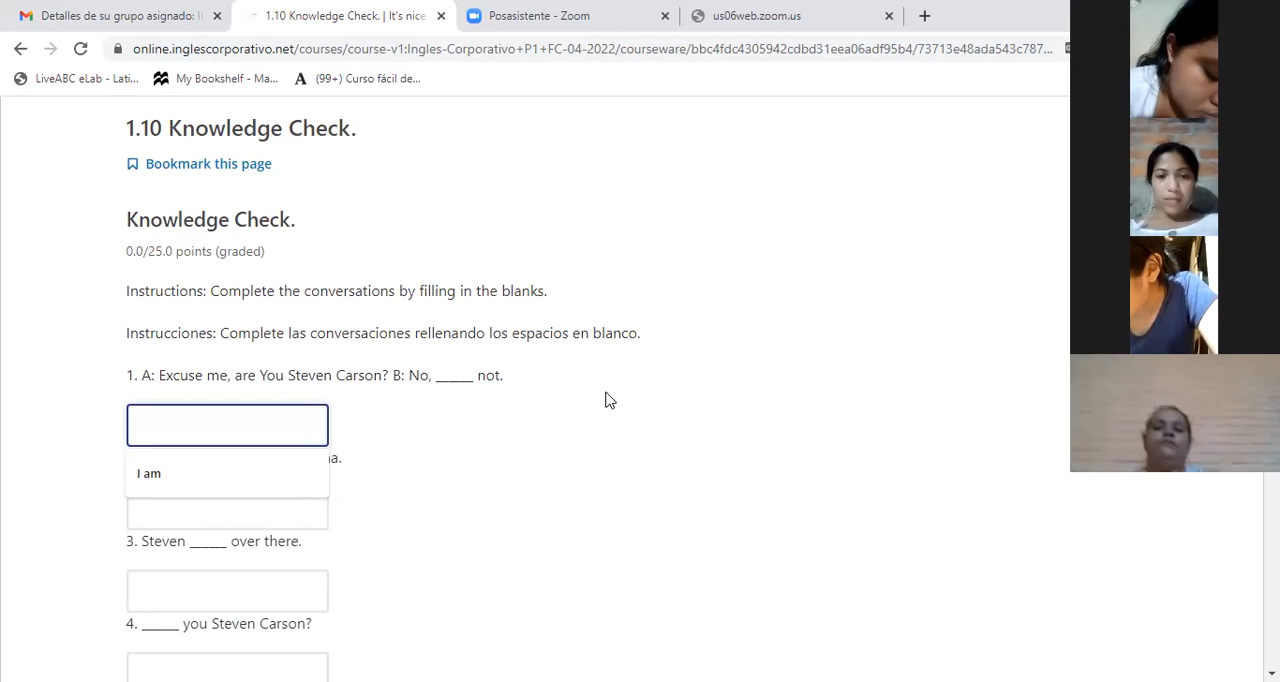 Detalles de su grupo asignado: I
1.10 Knowledge Check. | It's nice
Posasistente - Zoom
us06web.zoom.us
online.inglescorporativo.net/courses/course-v1:Ingles-Corporativo+P1+FC-04-2022/courseware/bbc4fdc4305942cdbd31eea06adf95b4/73713e48ada543c787...
LiveABC eLab - Lati...
My Bookshelf - Ma...
(99+) Curso fácil de...
1.10 Knowledge Check.
Bookmark this page
Knowledge Check.
0.0/25.0 points (graded)
Instructions: Complete the conversations by filling in the blanks.
Instrucciones: Complete las conversaciones rellenando los espacios en blanco.
1. A: Excuse me, are You Steven Carson? B: No, ______ not.
na.
I am
3. Steven ______ over there.
4. ______ you Steven Carson?